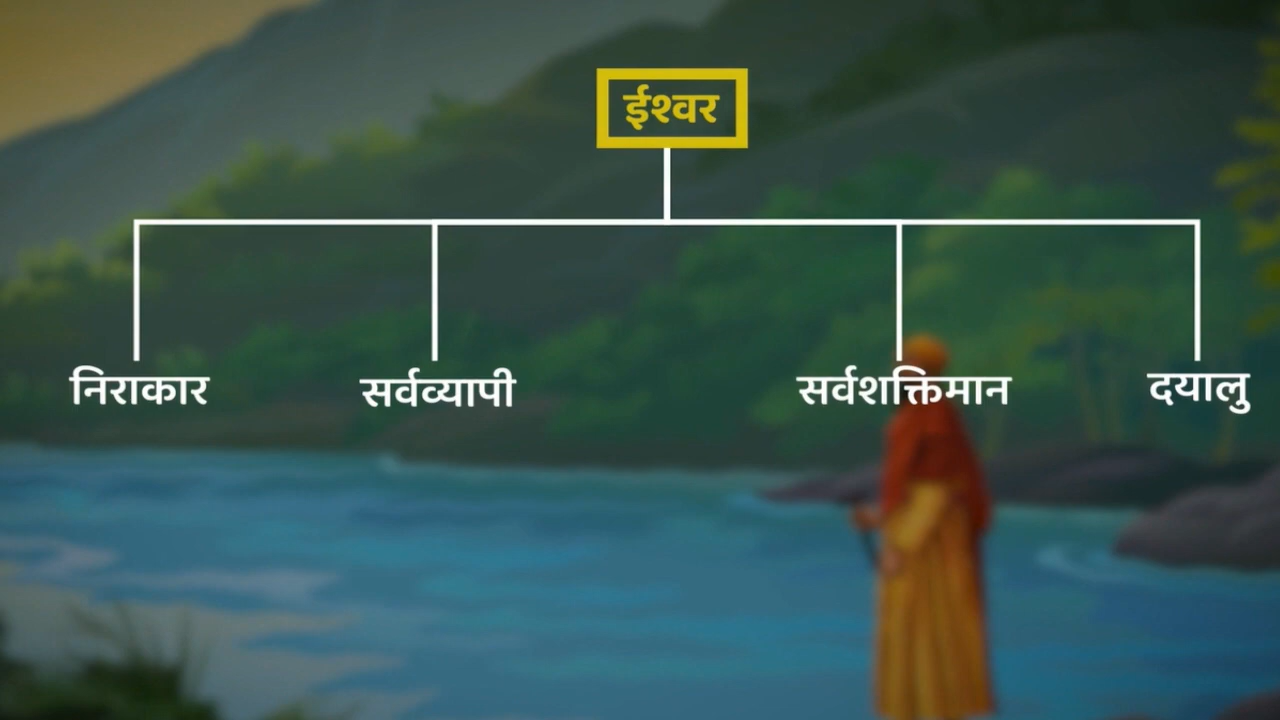 ईश्वर
निराकार
सर्वव्यापी
सर्वशक्तिमान
दयालु